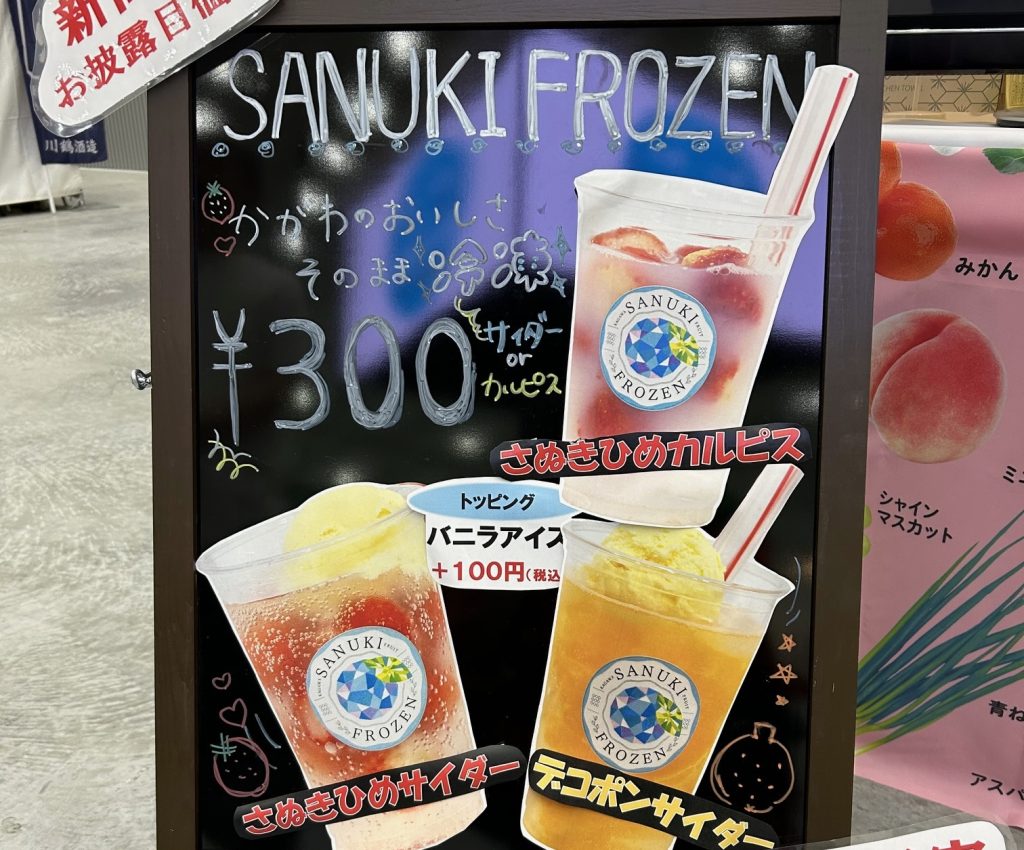 お披露目価
川鶴酒造
SANUKI FROZEN
かがわのおいしさ
そのまま冷凍
¥300
サイダー
or
カルピス
SANUKI
FROZEN
さぬきひめカルピス
トッピング
バニラアイス
+100円(税込
SANUKI
FRUIT
FROZEN
さぬきひめサイダー
SANUKI
FRUIT
FROZEN
デコポンサイダー
みかん
シャイン
マスカット
青ね
アスパ